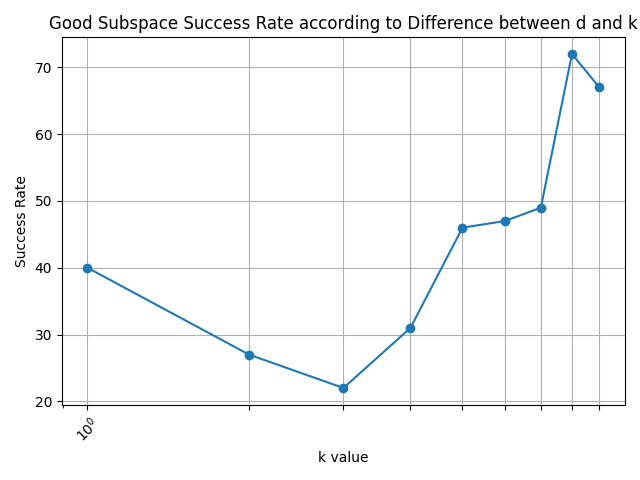 Good Subspace Success Rate according to Difference between d and k
Success Rate
70
60
50
40
30
20
10⁰
k value